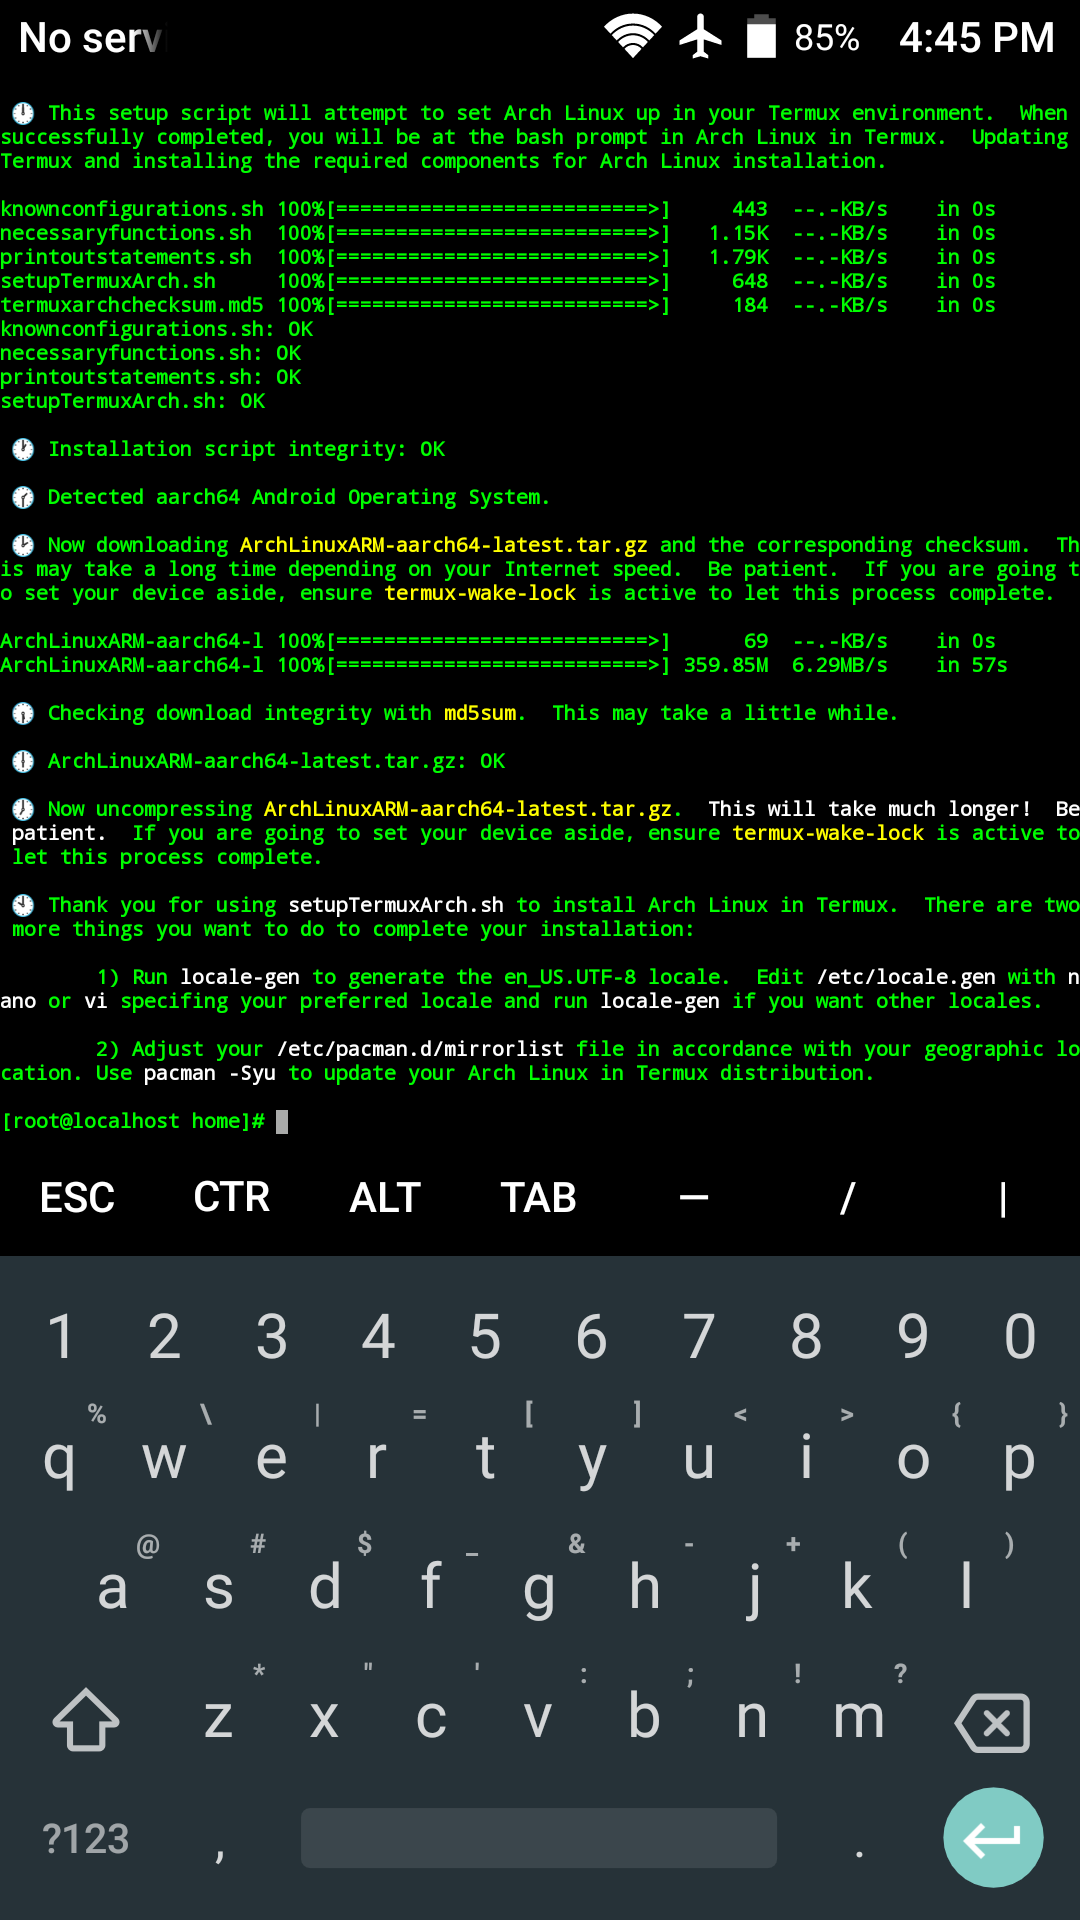 No serv 85% 4:45 PM
This setup script will attempt to set Arch Linux up in your Termux environment.  When
successfully completed, you will be at the bash prompt in Arch Linux in Termux.  Updating
Termux and installing the required components for Arch Linux installation.
knownconfigurations.sh 100%[==========================>]     443  --.-KB/s    in 0s
necessaryfunctions.sh  100%[==========================>]   1.15K  --.-KB/s    in 0s
printoutstatements.sh  100%[==========================>]   1.79K  --.-KB/s    in 0s
setupTermuxArch.sh     100%[==========================>]     648  --.-KB/s    in 0s
termuxarchchecksum.md5 100%[==========================>]     184  --.-KB/s    in 0s
knownconfigurations.sh: OK
necessaryfunctions.sh: OK
printoutstatements.sh: OK
setupTermuxArch.sh: OK
Installation script integrity: OK
Detected aarch64 Android Operating System.
Now downloading ArchLinuxARM-aarch64-latest.tar.gz and the corresponding checksum.  Th
is may take a long time depending on your Internet speed.  Be patient.  If you are going t
o set your device aside, ensure termux-wake-lock is active to let this process complete.
ArchLinuxARM-aarch64-l 100%[==========================>]      69  --.-KB/s    in 0s
ArchLinuxARM-aarch64-l 100%[==========================>] 359.85M  6.29MB/s    in 57s
Checking download integrity with md5sum.  This may take a little while.
ArchLinuxARM-aarch64-latest.tar.gz: OK
Now uncompressing ArchLinuxARM-aarch64-latest.tar.gz.  This will take much longer!  Be
patient.  If you are going to set your device aside, ensure termux-wake-lock is active to
let this process complete.
Thank you for using setupTermuxArch.sh to install Arch Linux in Termux.  There are two
more things you want to do to complete your installation:
1) Run locale-gen to generate the en_US.UTF-8 locale.  Edit /etc/locale.gen with n
ano or vi specifing your preferred locale and run locale-gen if you want other locales.
2) Adjust your /etc/pacman.d/mirrorlist file in accordance with your geographic lo
cation. Use pacman -Syu to update your Arch Linux in Termux distribution.
[root@localhost home]#
ESC CTR ALT TAB — / |
1 2 3 4 5 6 7 8 9 0
% \ | = [ ] < > { }
q w e r t y u i o p
@ # $ _ & - + ( )
a s d f g h j k l
* " ' : ; ! ?
z x c v b n m
?123 , .